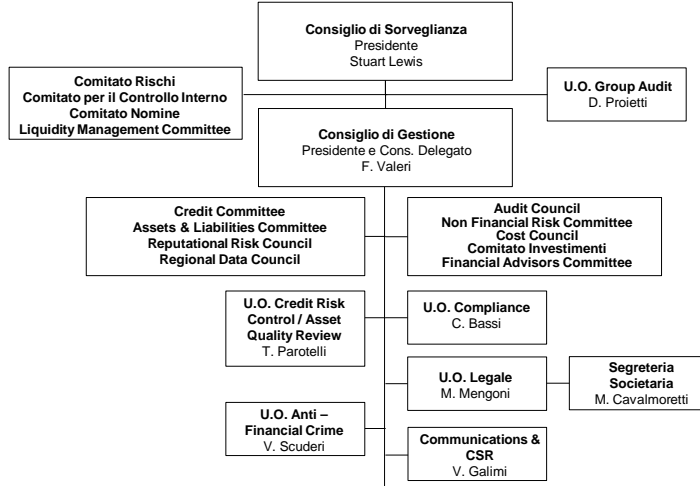 Consiglio di Sorveglianza
Presidente
Stuart Lewis
Comitato Rischi
Comitato per il Controllo Interno
Comitato Nomine
Liquidity Management Committee
U.O. Group Audit
D. Proietti
Consiglio di Gestione
Presidente e Cons. Delegato
F. Valeri
Credit Committee
Assets & Liabilities Committee
Reputational Risk Council
Regional Data Council
Audit Council
Non Financial Risk Committee
Cost Council
Comitato Investimenti
Financial Advisors Committee
U.O. Credit Risk
Control / Asset
Quality Review
T. Parotelli
U.O. Compliance
C. Bassi
U.O. Legale
M. Mengoni
Segreteria
Societaria
M. Cavalmoretti
U.O. Anti –
Financial Crime
V. Scuderi
Communications &
CSR
V. Galimi